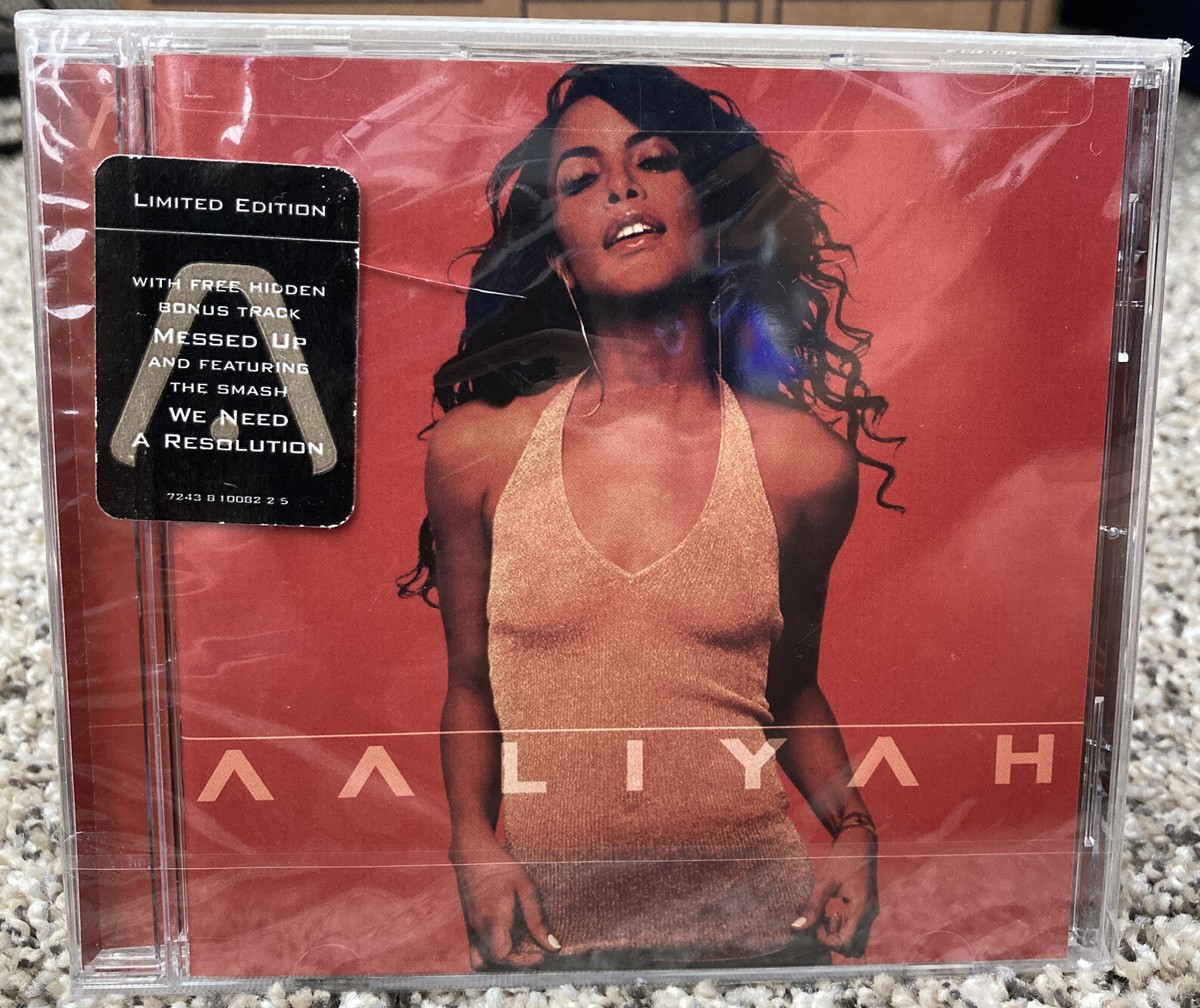 LIMITED EDITION
WITH FREE HIDDEN
BONUS TRACK
MESSED UP
AND FEATURING
THE SMASH
WE NEED
A RESOLUTION
7243 8 10082 2 5
AALIYAH